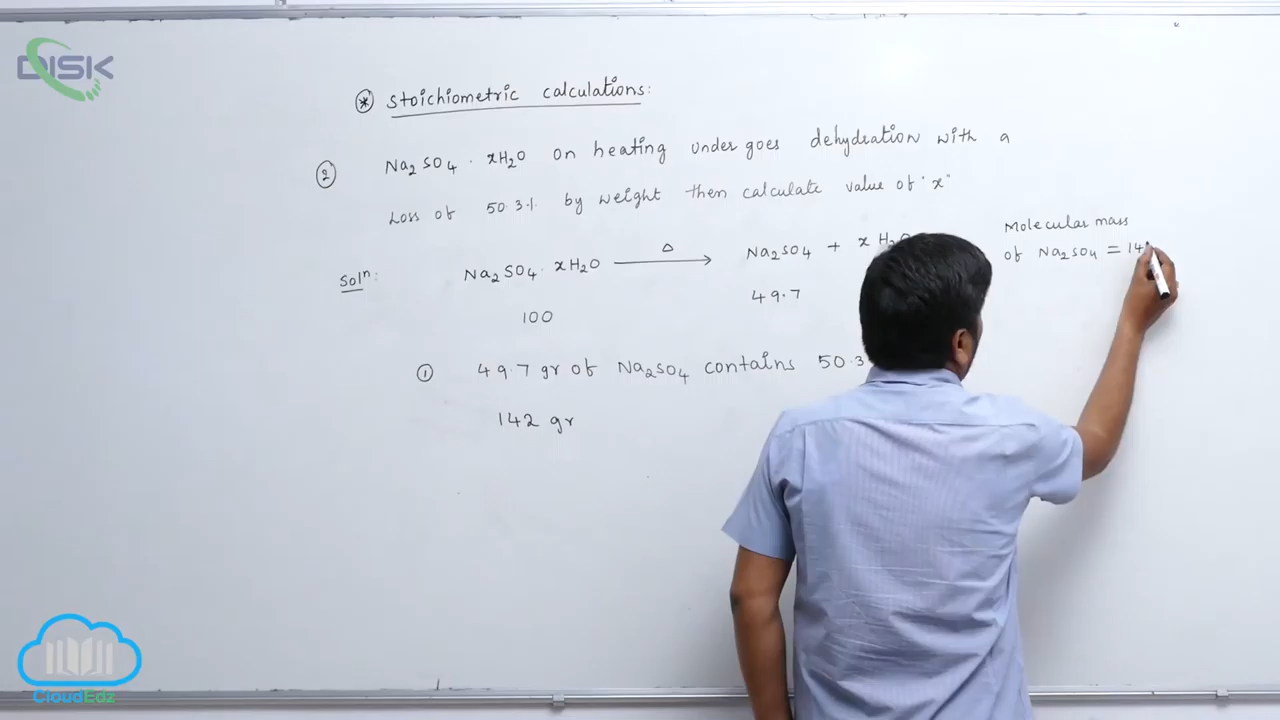 DISK
* Stoichiometric calculations:
2 Na2SO4 · xH2O on heating under goes dehydration with a
Loss of 50.3% by weight then calculate value of "x"
Soln: Na2SO4 · xH2O Δ Na2SO4 + x H2O
100 49.7
Molecular mass
of Na2SO4 = 14
1 49.7 gr of Na2SO4 contains 50.3
142 gr
CloudEdz